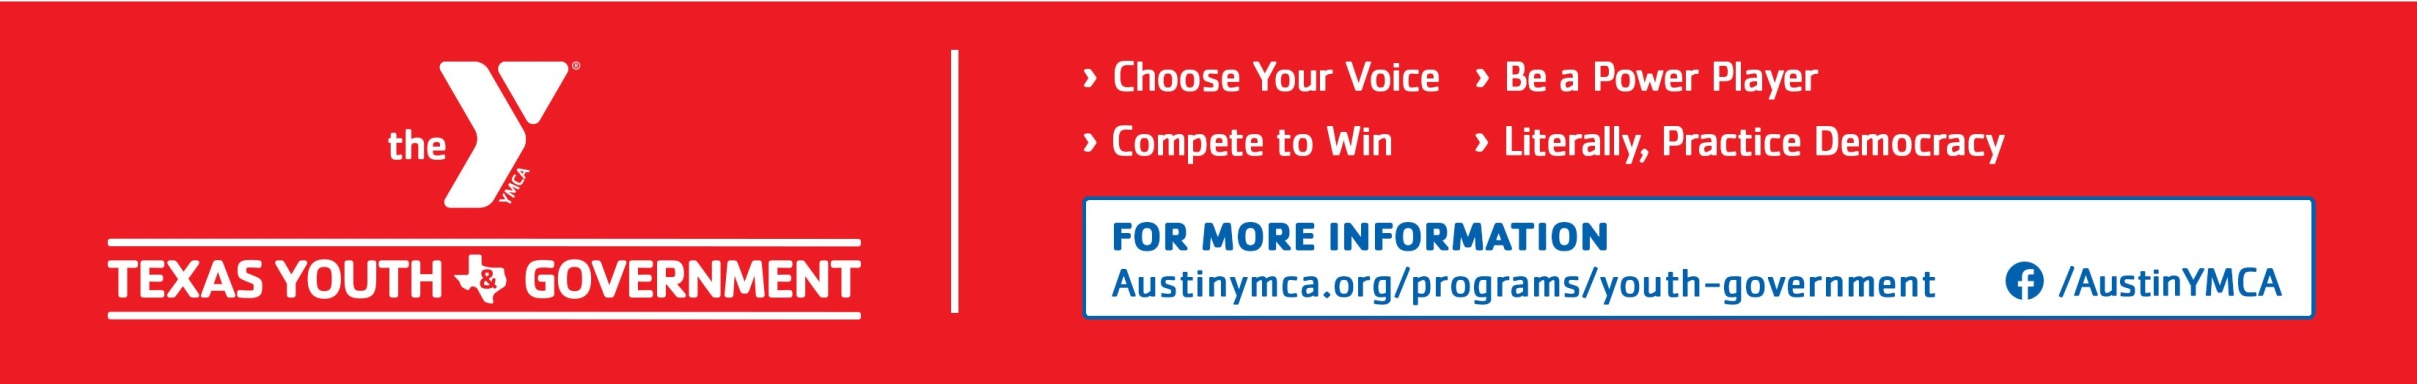 the
YMCA
®
TEXAS YOUTH & GOVERNMENT
› Choose Your Voice
› Be a Power Player
› Compete to Win
› Literally, Practice Democracy
FOR MORE INFORMATION
Austinymca.org/programs/youth-government
/AustinYMCA